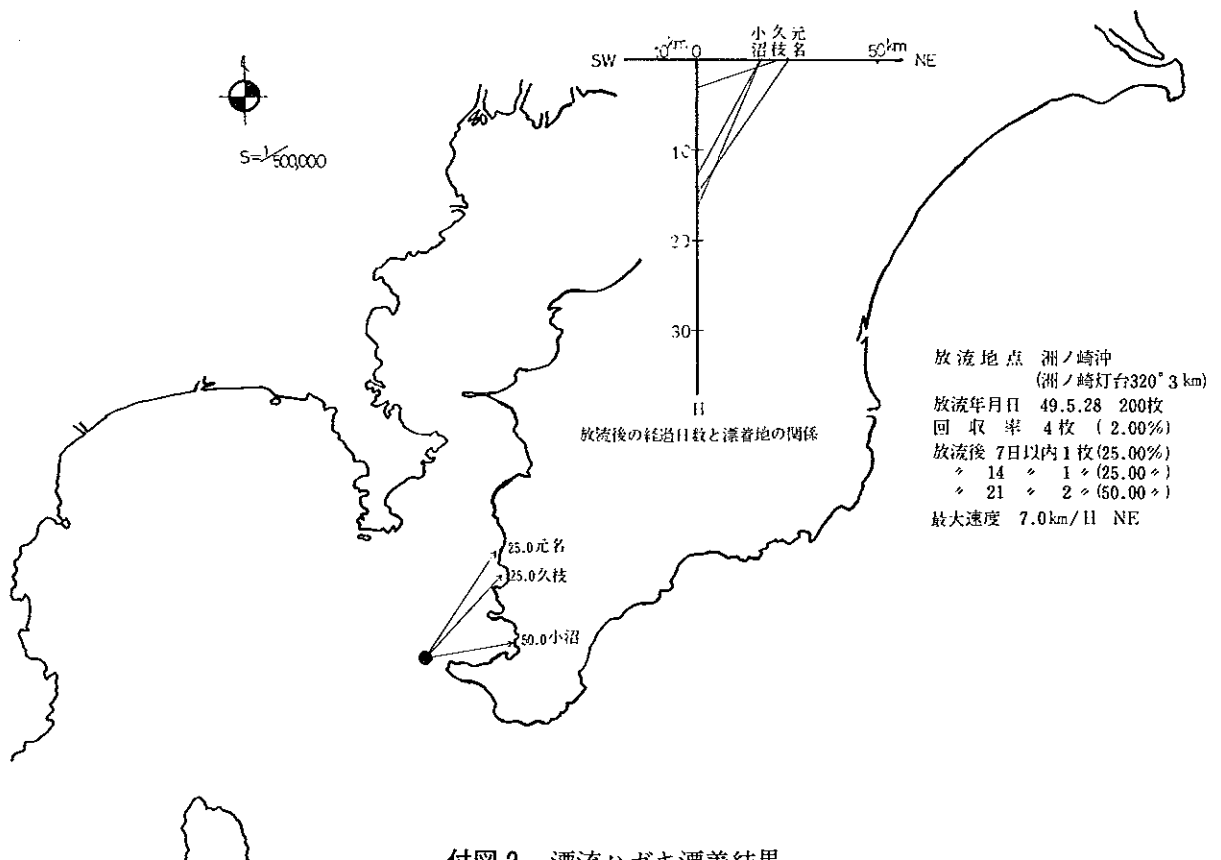 小沼 久枝 元名
SW 10km 0 50km NE
S=1/500,000
10
20
30
日
放流後の経過日数と漂着地の関係
放流地点 洲ノ崎沖
(洲ノ崎灯台320°3km)
放流年月日 49.5.28 200枚
回収率 4枚 (2.00%)
放流後 7日以内1枚(25.00%)
〃 14 〃 1〃(25.00〃)
〃 21 〃 2〃(50.00〃)
最大速度 7.0km/日 NE
25.0元名
25.0久枝
50.0小沼
付図2 漂流ハガキ漂着結果